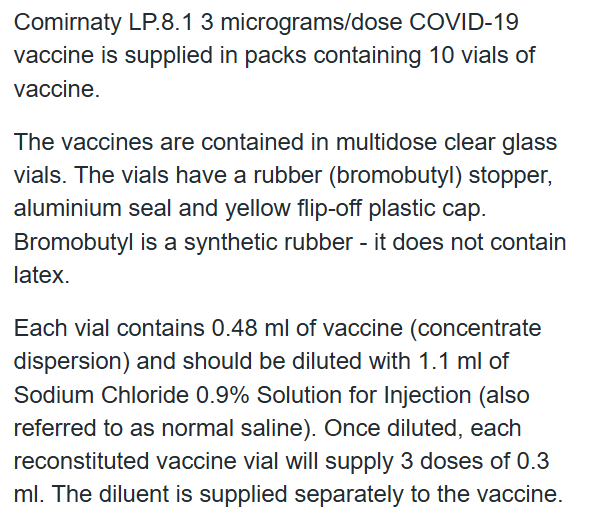 Comirnaty LP.8.1 3 micrograms/dose COVID-19
vaccine is supplied in packs containing 10 vials of
vaccine.
The vaccines are contained in multidose clear glass
vials. The vials have a rubber (bromobutyl) stopper,
aluminium seal and yellow flip-off plastic cap.
Bromobutyl is a synthetic rubber - it does not contain
latex.
Each vial contains 0.48 ml of vaccine (concentrate
dispersion) and should be diluted with 1.1 ml of
Sodium Chloride 0.9% Solution for Injection (also
referred to as normal saline). Once diluted, each
reconstituted vaccine vial will supply 3 doses of 0.3
ml. The diluent is supplied separately to the vaccine.